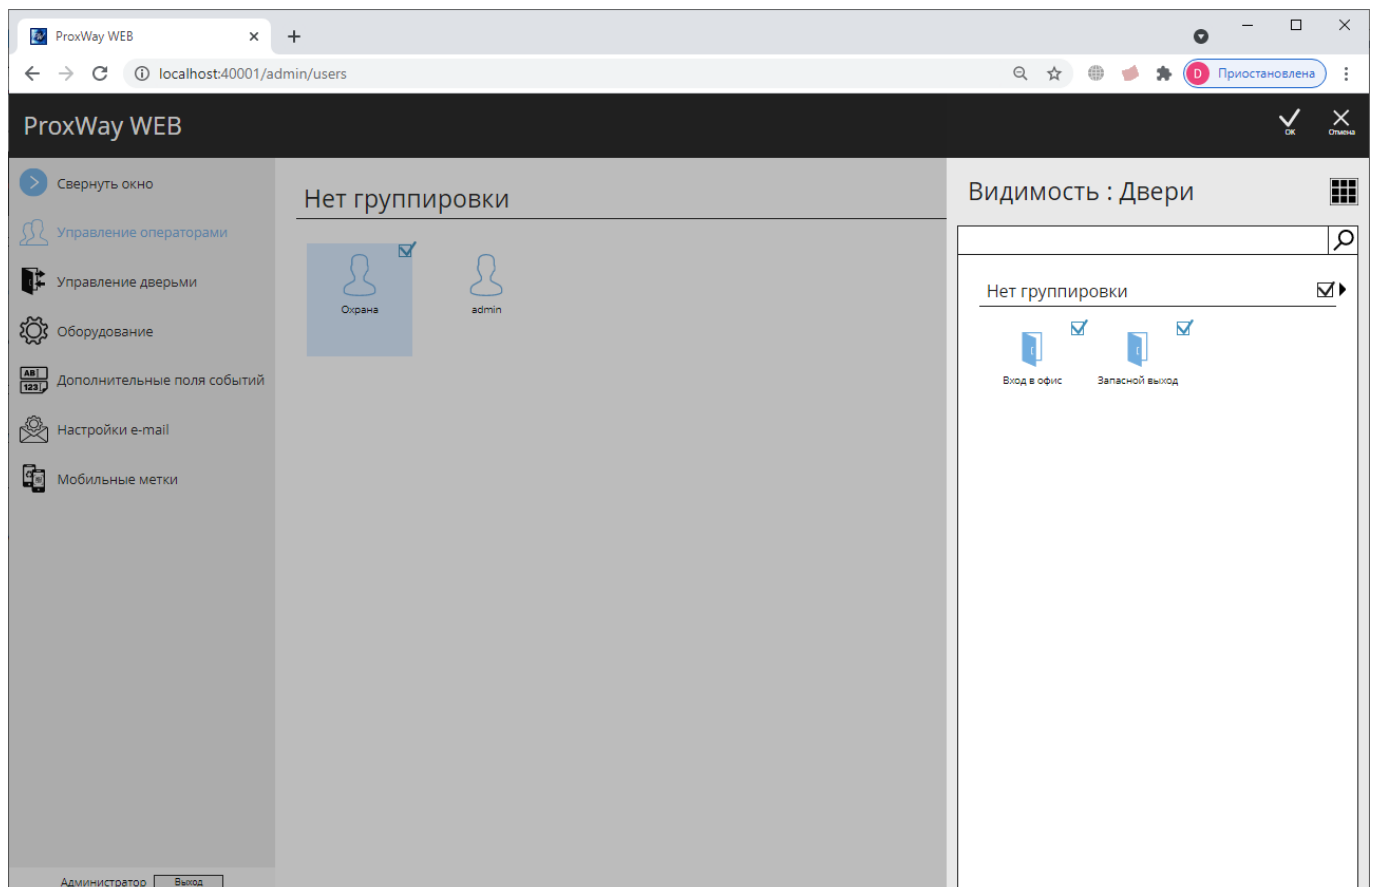 ProxWay WEB
localhost:40001/admin/users
D Приостановлена
ProxWay WEB
OK
Отмена
Свернуть окно
Управление операторами
Управление дверьми
Оборудование
AB
123
Дополнительные поля событий
Настройки e-mail
Мобильные метки
Администратор
Выход
Нет группировки
Охрана
admin
Видимость : Двери
Нет группировки
Вход в офис
Запасной выход